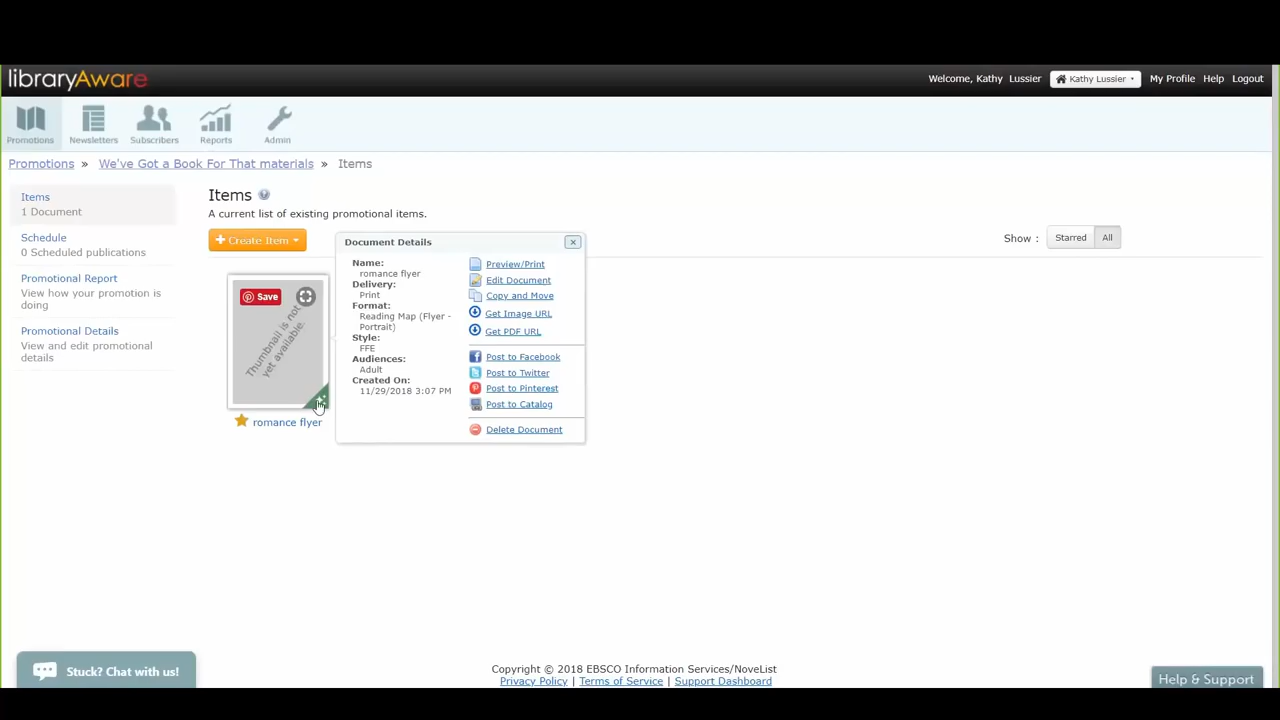 libraryAware
Welcome, Kathy Lussier
Kathy Lussier
My Profile
Help
Logout
Promotions
Newsletters
Subscribers
Reports
Admin
Promotions » We've Got a Book For That materials » Items
Items
1 Document
Schedule
0 Scheduled publications
Promotional Report
View how your promotion is
doing
Promotional Details
View and edit promotional
details
Items
A current list of existing promotional items.
+ Create Item
Show :
Starred
All
Save
Thumbnail is not
yet available.
romance flyer
Document Details
Name:
romance flyer
Delivery:
Print
Format:
Reading Map (Flyer -
Portrait)
Style:
FFE
Audiences:
Adult
Created On:
11/29/2018 3:07 PM
Preview/Print
Edit Document
Copy and Move
Get Image URL
Get PDF URL
Post to Facebook
Post to Twitter
Post to Pinterest
Post to Catalog
Delete Document
Stuck? Chat with us!
Copyright © 2018 EBSCO Information Services/NoveList
Privacy Policy | Terms of Service | Support Dashboard
Help & Support